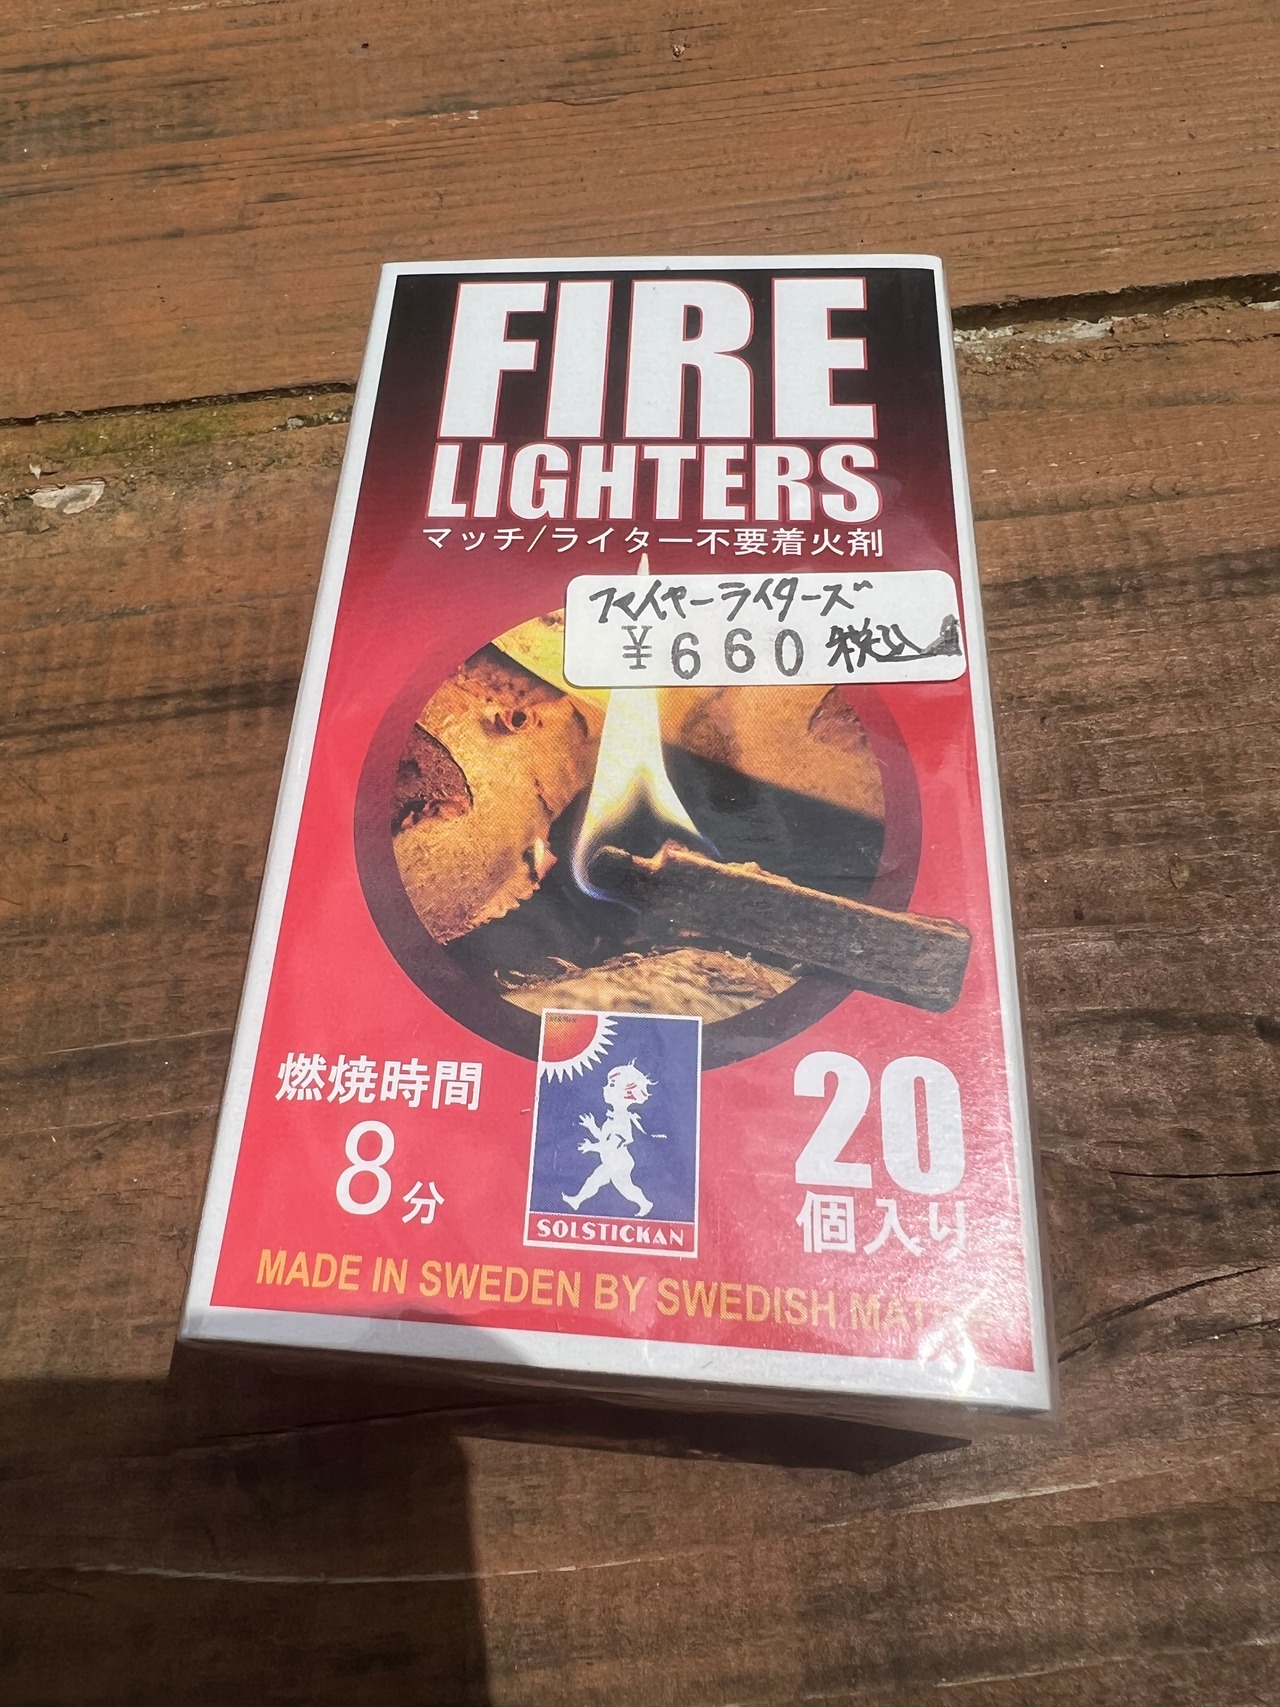 FIRE
LIGHTERS
マッチ/ライター不要着火剤
ファイヤーライターズ
¥660 税込
燃焼時間
8分
SOLSTICKAN
20
個入り
MADE IN SWEDEN BY SWEDISH